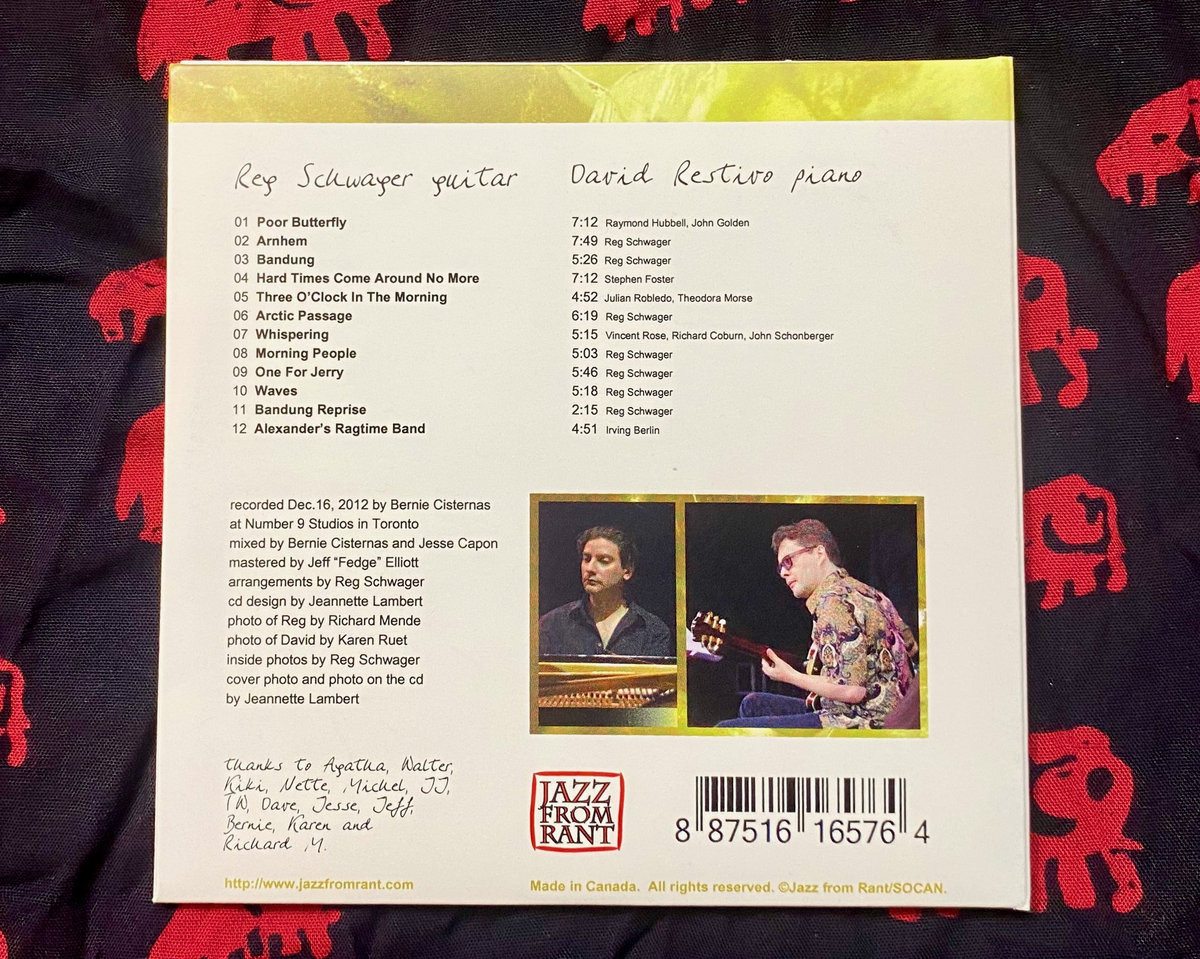 Reg Schwager guitar David Restivo piano
01 Poor Butterfly 7:12 Raymond Hubbell, John Golden
02 Arnhem 7:49 Reg Schwager
03 Bandung 5:26 Reg Schwager
04 Hard Times Come Around No More 7:12 Stephen Foster
05 Three O'Clock In The Morning 4:52 Julian Robledo, Theodora Morse
06 Arctic Passage 6:19 Reg Schwager
07 Whispering 5:15 Vincent Rose, Richard Coburn, John Schonberger
08 Morning People 5:03 Reg Schwager
09 One For Jerry 5:46 Reg Schwager
10 Waves 5:18 Reg Schwager
11 Bandung Reprise 2:15 Reg Schwager
12 Alexander's Ragtime Band 4:51 Irving Berlin
recorded Dec.16, 2012 by Bernie Cisternas
at Number 9 Studios in Toronto
mixed by Bernie Cisternas and Jesse Capon
mastered by Jeff "Fedge" Elliott
arrangements by Reg Schwager
cd design by Jeannette Lambert
photo of Reg by Richard Mende
photo of David by Karen Ruet
inside photos by Reg Schwager
cover photo and photo on the cd
by Jeannette Lambert
thanks to Agatha, Walter,
Kiki, Nette, Michel, JJ,
TW, Dave, Jesse, Jeff,
Bernie, Karen and
Richard M.
JAZZ
FROM
RANT
8 87516 16576 4
http://www.jazzfromrant.com
Made in Canada. All rights reserved. ©Jazz from Rant/SOCAN.